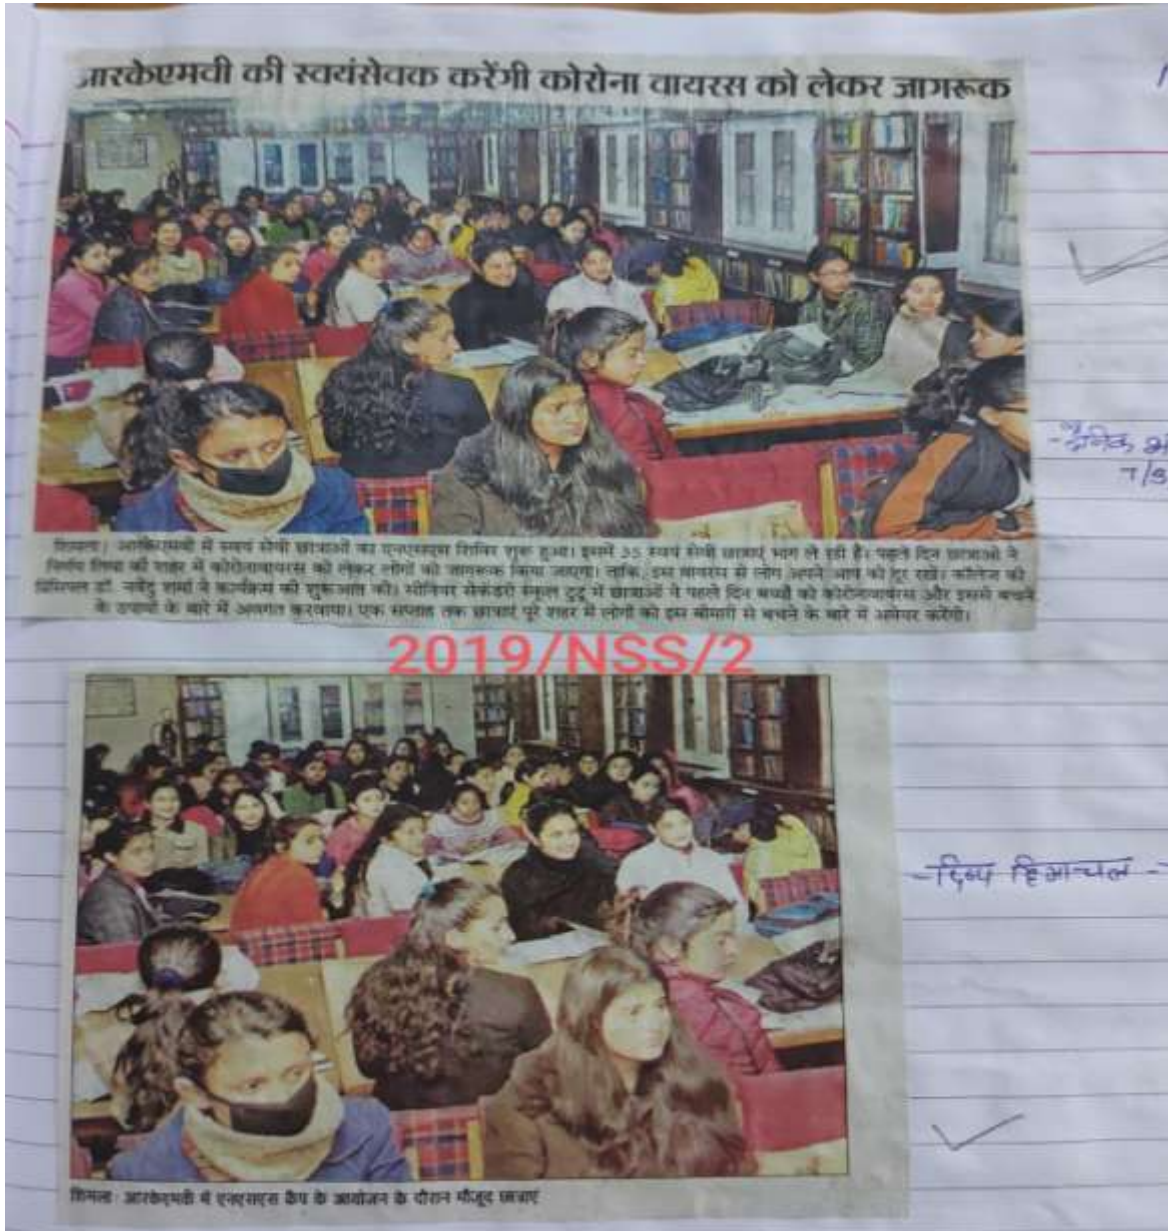 आरकेएमवी की स्वयंसेवक करेंगी कोरोना वायरस को लेकर जागरूक
शिमला। आरकेएमवी में स्वयं सेवी छात्राओं का एनएसएस शिविर शुरू हुआ। इसमें 35 स्वयं सेवी छात्राएं भाग ले रही हैं। पहले दिन छात्राओं ने
निर्णय लिया की शहर में कोरोनावायरस को लेकर लोगों को जागरूक किया जाएगा। ताकि, इस वायरस से लोग अपने आप को दूर रखें। कॉलेज की
प्रिंसिपल डॉ. नवेंदु शर्मा ने कार्यक्रम की शुरूआत की। सीनियर सेकेंडरी स्कूल टुटू में छात्राओं ने पहले दिन बच्चों को कोरोनावायरस और इससे बचने
के उपायों के बारे में अवगत करवाया। एक सप्ताह तक छात्राएं पूरे शहर में लोगों को इस बीमारी से बचने के बारे में अवेयर करेंगी।
दैनिक
2019/NSS/2
-दिव्य हिमाचल -
शिमला: आरकेएमवी में एनएसएस कैंप के आयोजन के दौरान मौजूद छात्राएं